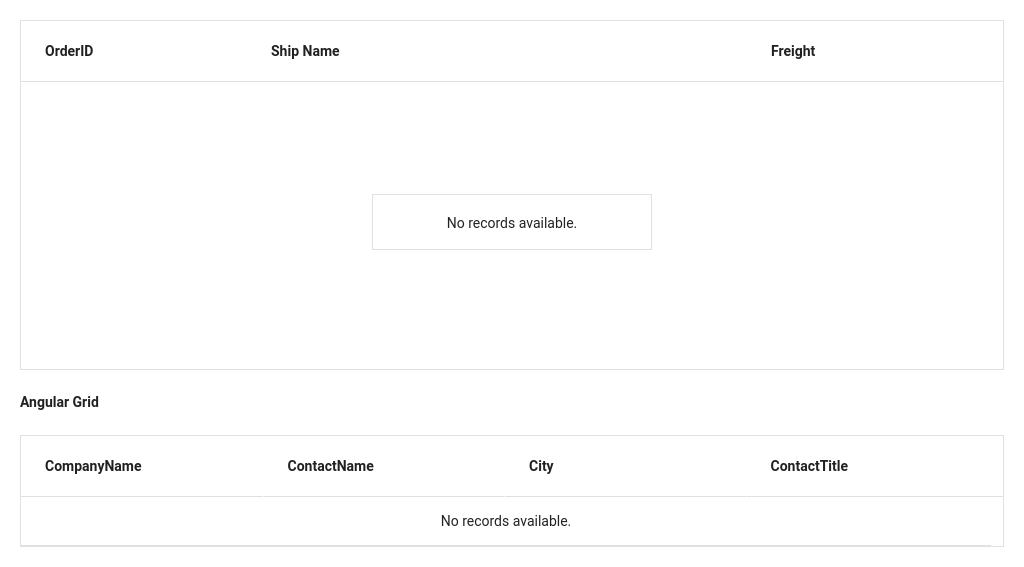 OrderID Ship Name Freight
No records available.
Angular Grid
CompanyName ContactName City ContactTitle
No records available.